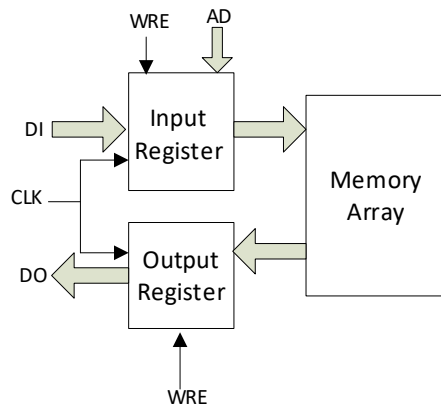 WRE
AD
DI
Input
Register
CLK
Memory
Array
DO
Output
Register
WRE